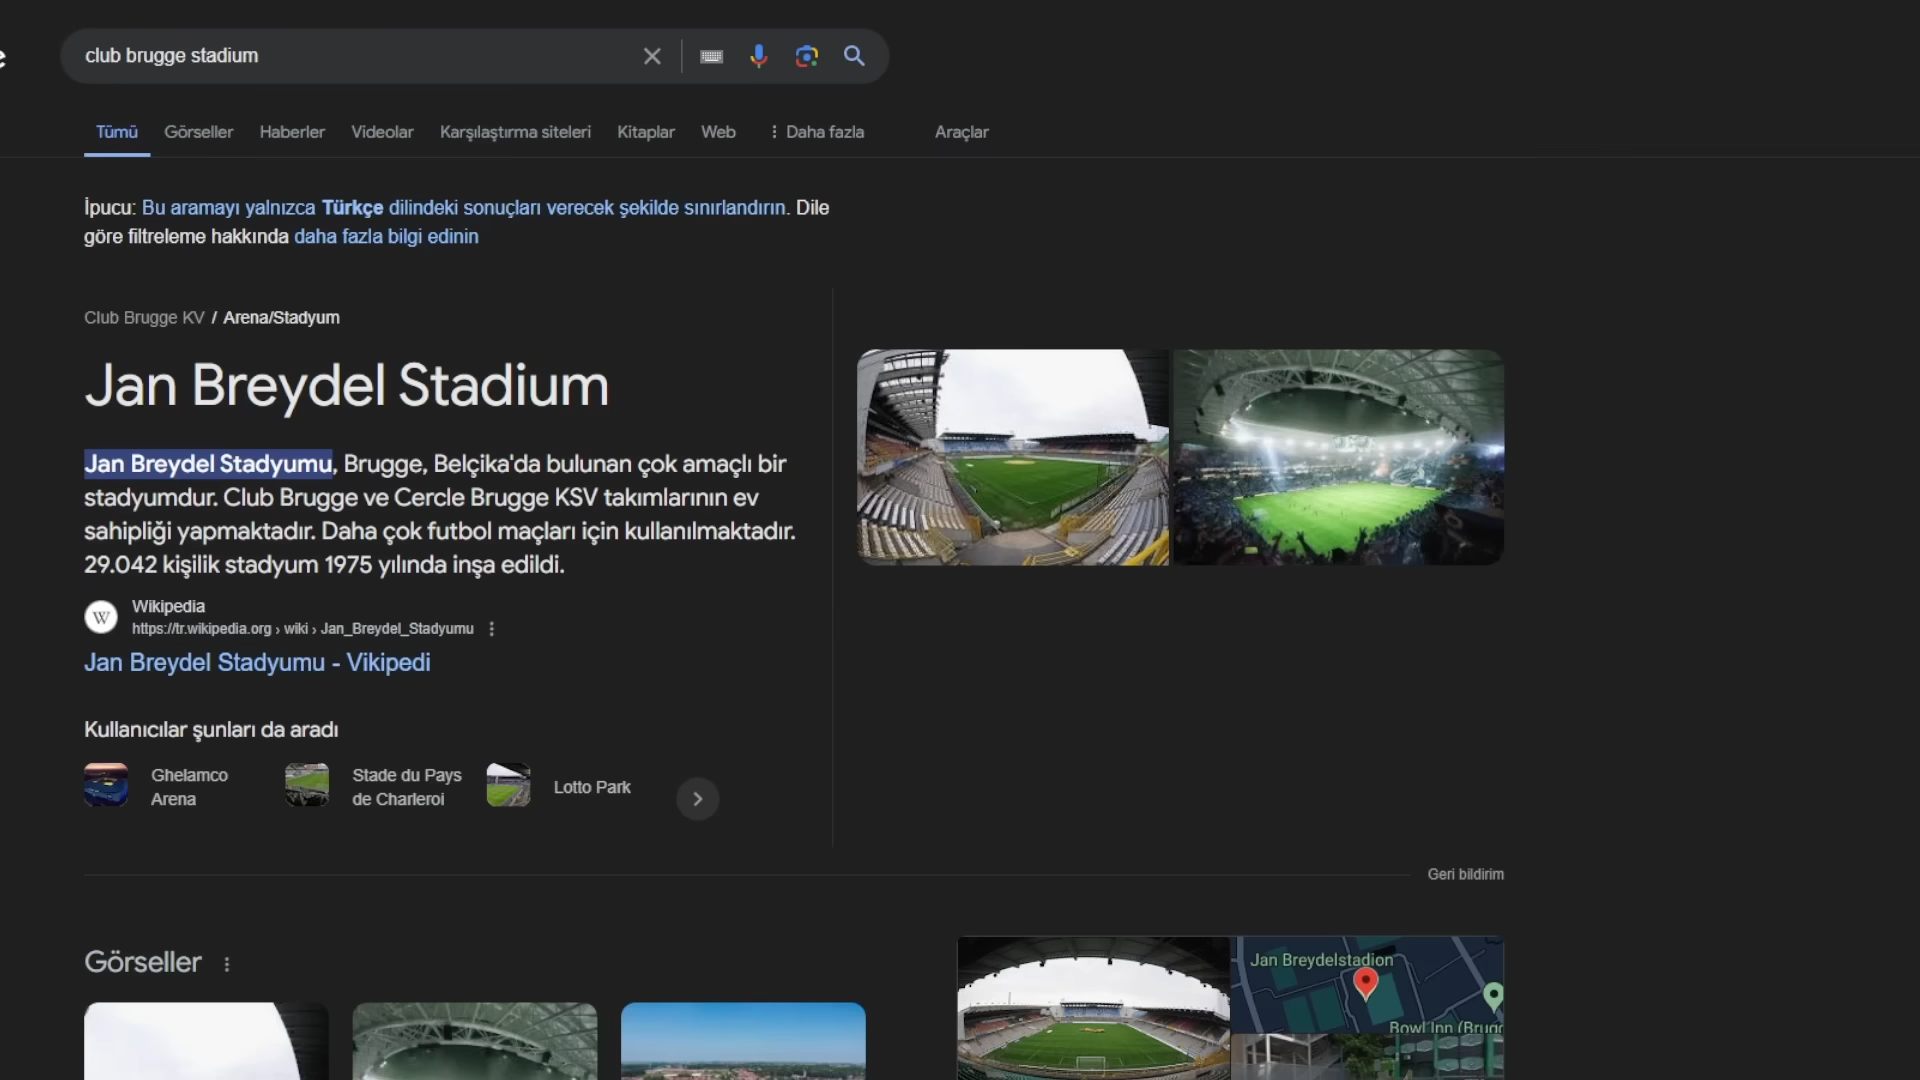 club brugge stadium
Tümü Görseller Haberler Videolar Karşılaştırma siteleri Kitaplar Web Daha fazla Araçlar
İpucu: Bu aramayı yalnızca Türkçe dilindeki sonuçları verecek şekilde sınırlandırın. Dile
göre filtreleme hakkında daha fazla bilgi edinin
Club Brugge KV / Arena/Stadyum
Jan Breydel Stadium
Jan Breydel Stadyumu, Brugge, Belçika'da bulunan çok amaçlı bir
stadyumdur. Club Brugge ve Cercle Brugge KSV takımlarının ev
sahipliği yapmaktadır. Daha çok futbol maçları için kullanılmaktadır.
29.042 kişilik stadyum 1975 yılında inşa edildi.
W
Wikipedia
https://tr.wikipedia.org › wiki › Jan_Breydel_Stadyumu
Jan Breydel Stadyumu - Vikipedi
Kullanıcılar şunları da aradı
Ghelamco
Arena
Stade du Pays
de Charleroi
Lotto Park
Geri bildirim
Görseller
Jan Breydelstadion
Bowl Inn